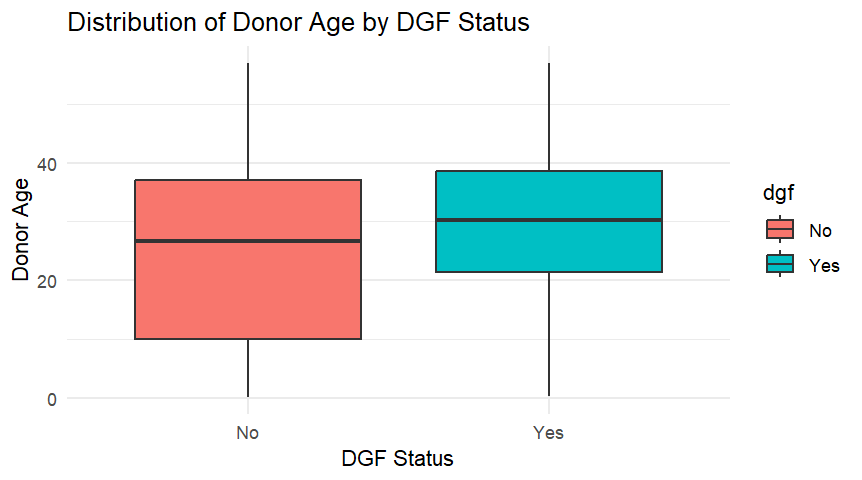 Distribution of Donor Age by DGF Status
Donor Age
40
20
0
No
Yes
DGF Status
dgf
No
Yes